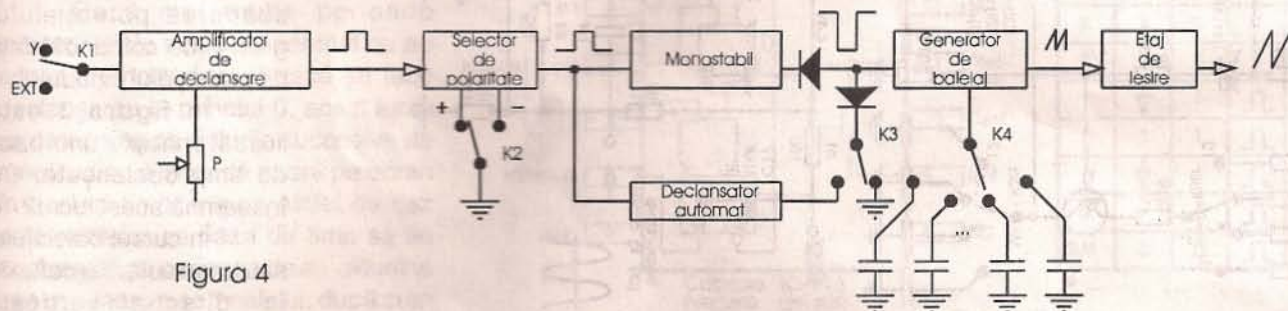 Y
K1
EXT
Amplificator
de
declansare
P
Selector
de
polaritate
+
−
K2
Monostabil
Declansator
automat
K3
Generator
de
baleiaj
K4
...
Etaj
de
iesire
Figura 4